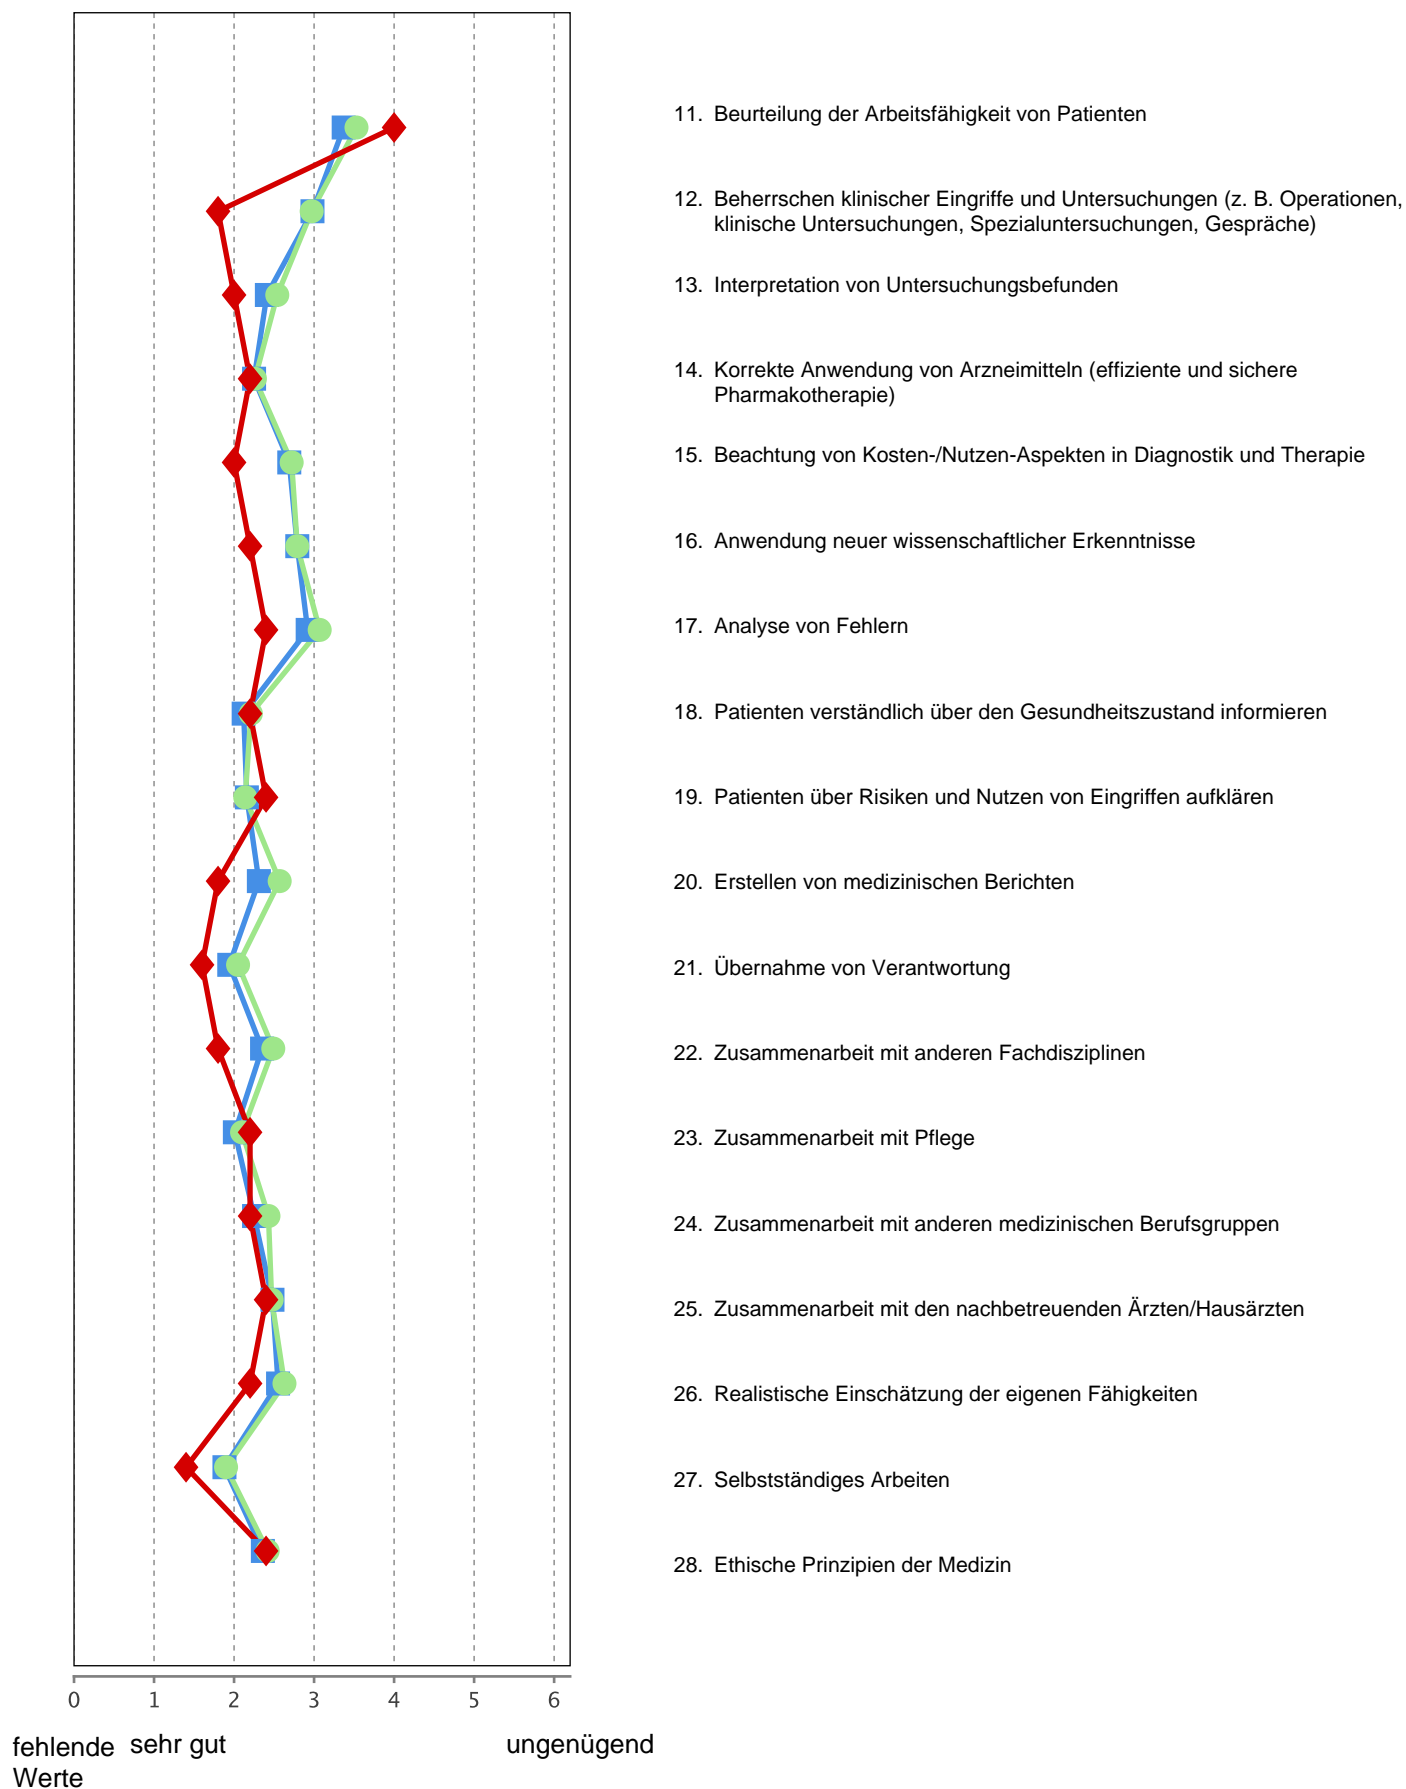 11. Beurteilung der Arbeitsfähigkeit von Patienten
12. Beherrschen klinischer Eingriffe und Untersuchungen (z. B. Operationen,
klinische Untersuchungen, Spezialuntersuchungen, Gespräche)
13. Interpretation von Untersuchungsbefunden
14. Korrekte Anwendung von Arzneimitteln (effiziente und sichere
Pharmakotherapie)
15. Beachtung von Kosten-/Nutzen-Aspekten in Diagnostik und Therapie
16. Anwendung neuer wissenschaftlicher Erkenntnisse
17. Analyse von Fehlern
18. Patienten verständlich über den Gesundheitszustand informieren
19. Patienten über Risiken und Nutzen von Eingriffen aufklären
20. Erstellen von medizinischen Berichten
21. Übernahme von Verantwortung
22. Zusammenarbeit mit anderen Fachdisziplinen
23. Zusammenarbeit mit Pflege
24. Zusammenarbeit mit anderen medizinischen Berufsgruppen
25. Zusammenarbeit mit den nachbetreuenden Ärzten/Hausärzten
26. Realistische Einschätzung der eigenen Fähigkeiten
27. Selbstständiges Arbeiten
28. Ethische Prinzipien der Medizin
0 1 2 3 4 5 6
fehlende sehr gut ungenügend
Werte